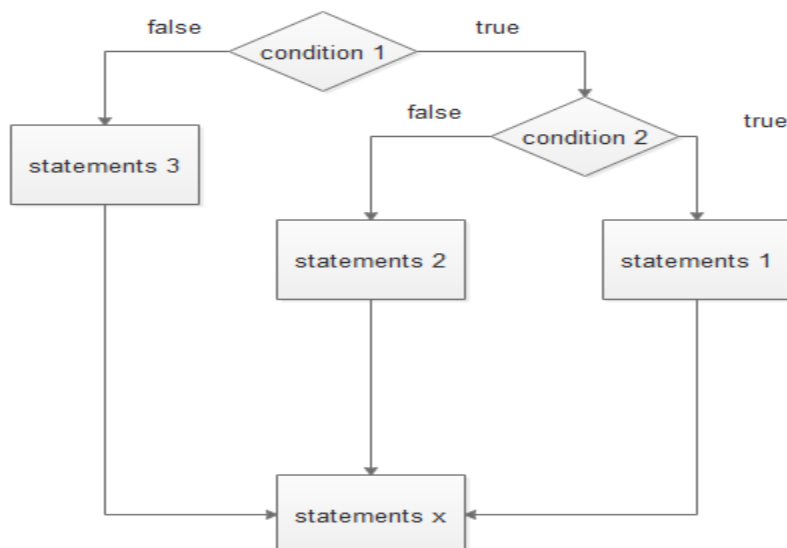 false
true
condition 1
false
true
condition 2
statements 3
statements 2
statements 1
statements x